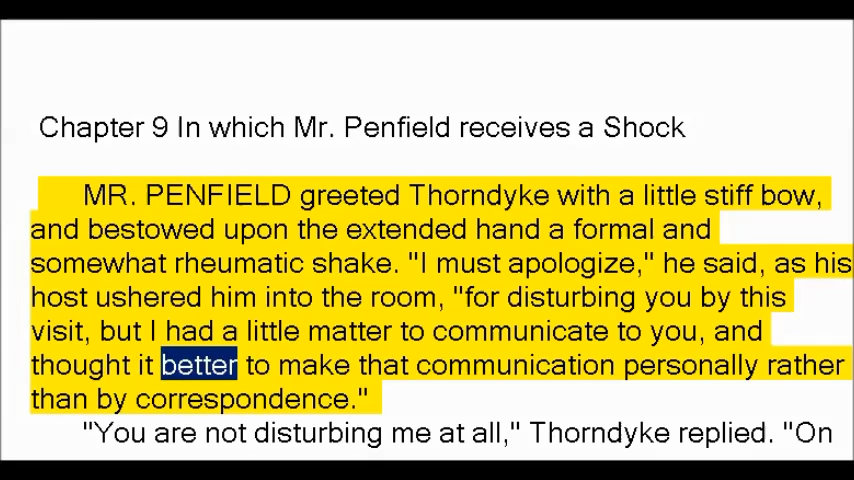 Chapter 9 In which Mr. Penfield receives a Shock
MR. PENFIELD greeted Thorndyke with a little stiff bow,
and bestowed upon the extended hand a formal and
somewhat rheumatic shake. "I must apologize," he said, as his
host ushered him into the room, "for disturbing you by this
visit, but I had a little matter to communicate to you, and
thought it better to make that communication personally rather
than by correspondence."
"You are not disturbing me at all," Thorndyke replied. "On